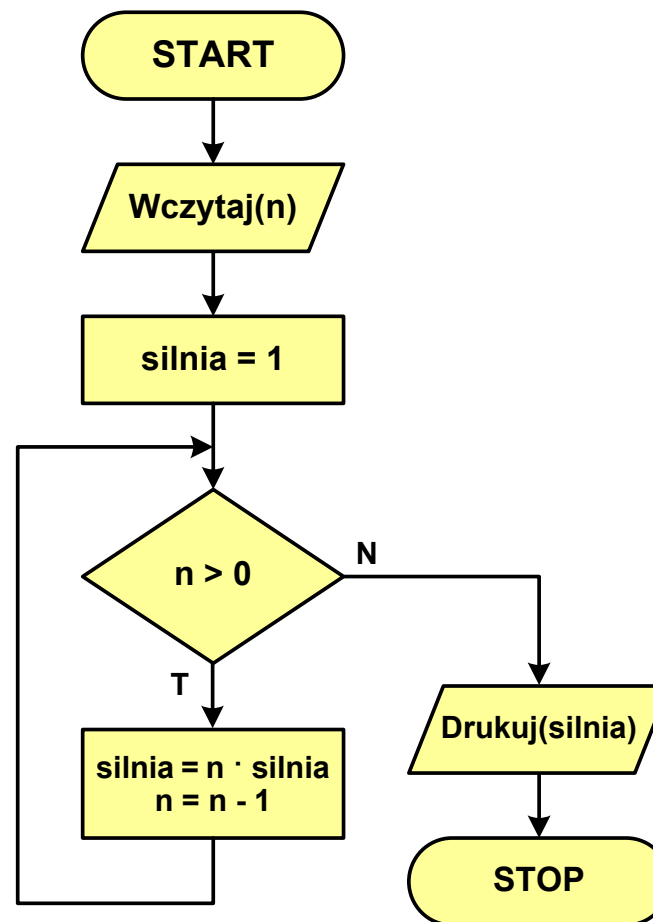 START
Wczytaj(n)
silnia = 1
n > 0
N
T
silnia = n · silnia
n = n - 1
Drukuj(silnia)
STOP